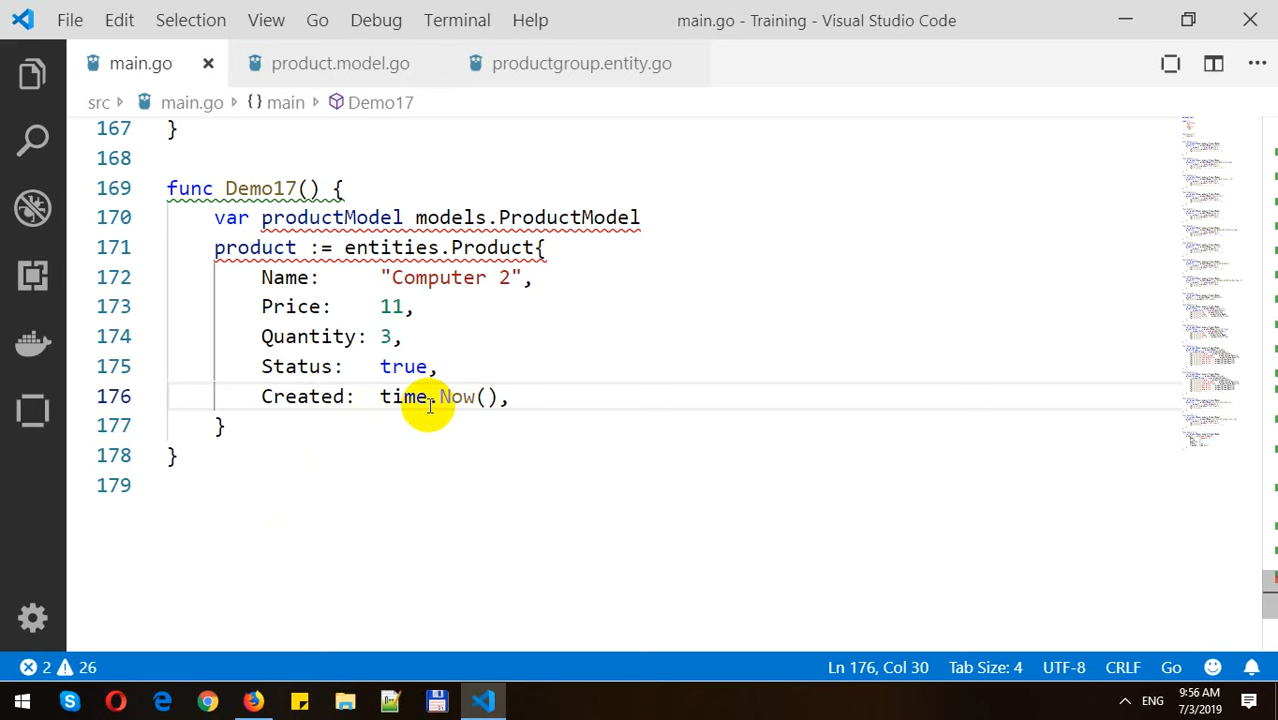 File Edit Selection View Go Debug Terminal Help main.go - Training - Visual Studio Code
main.go product.model.go productgroup.entity.go
src main.go {} main Demo17
167 }
168
169 func Demo17() {
170 var productModel models.ProductModel
171 product := entities.Product{
172 Name: "Computer 2",
173 Price: 11,
174 Quantity: 3,
175 Status: true,
176 Created: time.Now(),
177 }
178 }
179
2 26 Ln 176, Col 30 Tab Size: 4 UTF-8 CRLF Go
ENG 9:56 AM
7/3/2019